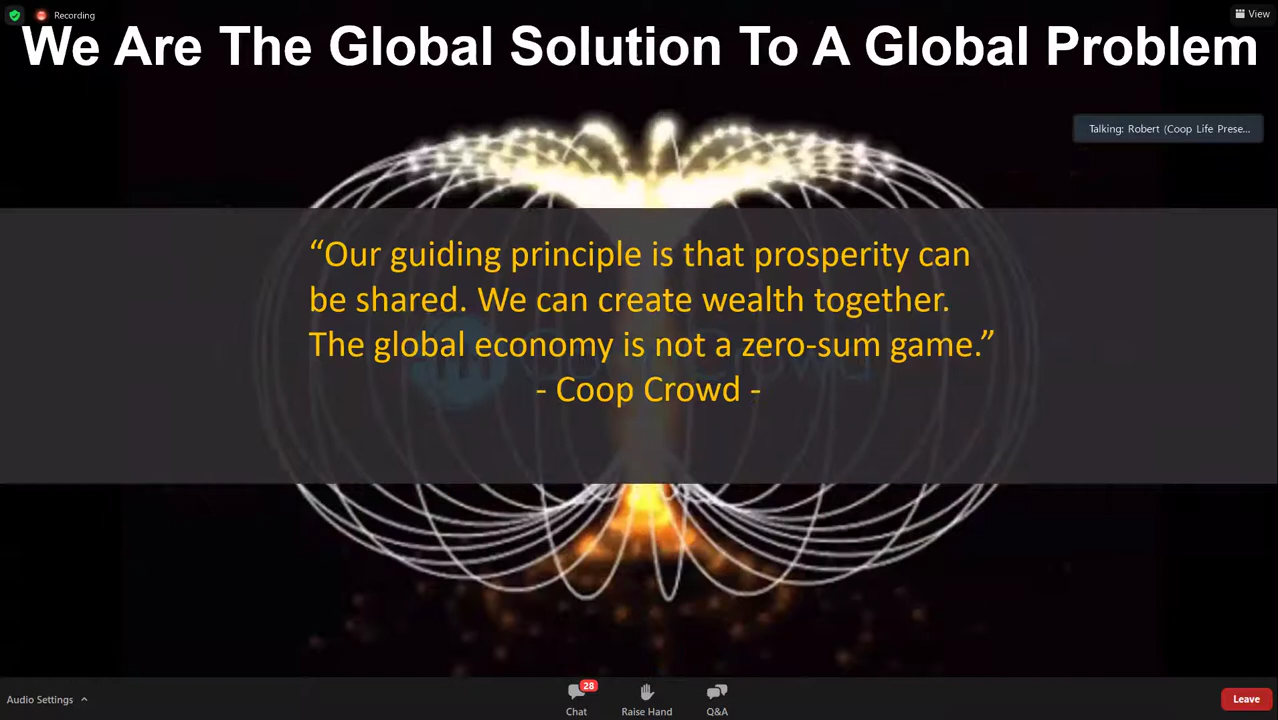 Recording
View
We Are The Global Solution To A Global Problem
Talking: Robert (Coop Life Prese...
“Our guiding principle is that prosperity can
be shared. We can create wealth together.
The global economy is not a zero-sum game.”
- Coop Crowd -
Audio Settings
28
Chat
Raise Hand
Q&A
Leave